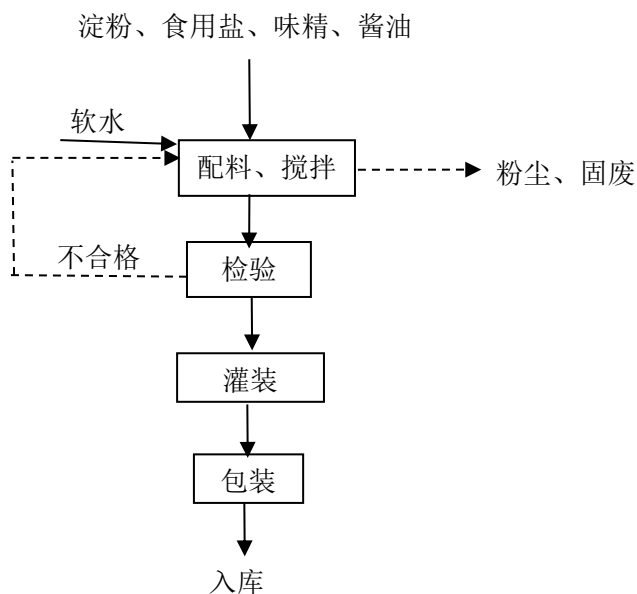 淀粉、食用盐、味精、酱油
软水
配料、搅拌
粉尘、固废
不合格
检验
灌装
包装
入库